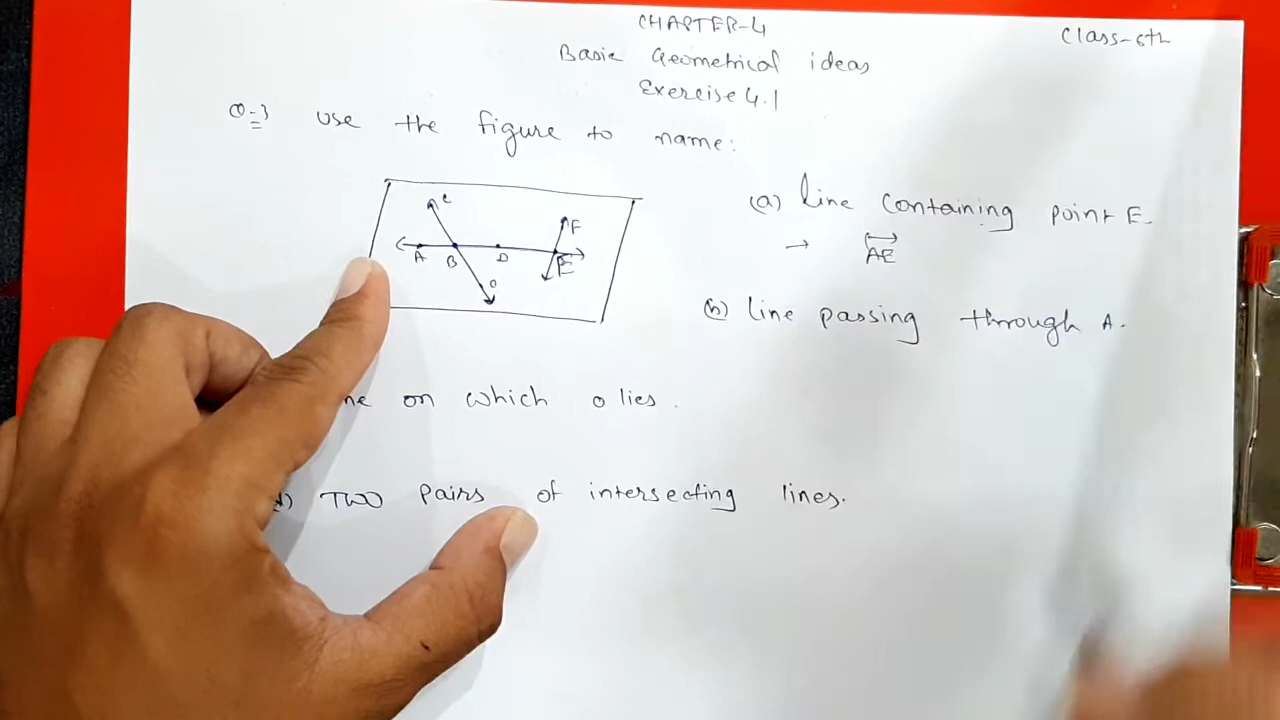 CHAPTER-4
Class-6th
Basic Geometrical ideas
Exercise 4.1
Q-3 Use the figure to name:
C
F
A B D E
O
(a) line containing point E.
→ AE
(b) line passing through A.
on which O lies.
(d) TWO pairs of intersecting lines.